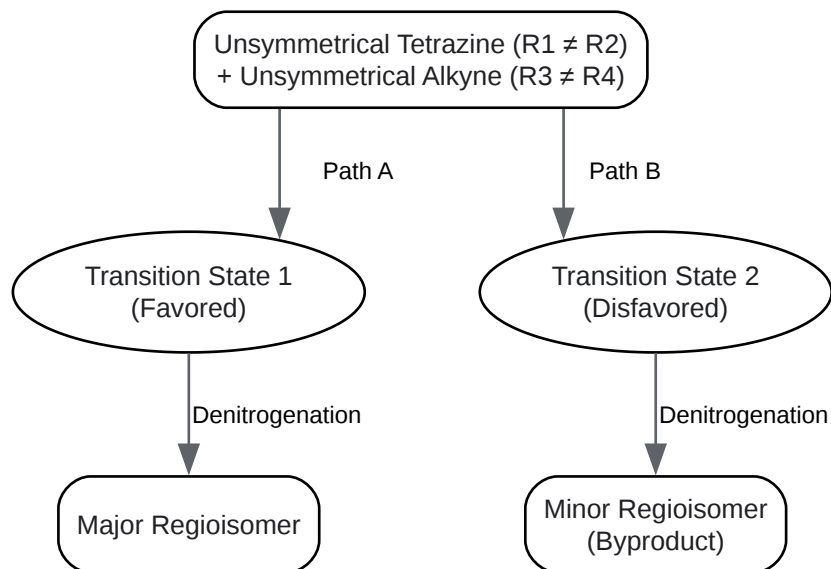 Unsymmetrical Tetrazine (R1 ≠ R2)
+ Unsymmetrical Alkyne (R3 ≠ R4)
Path A
Path B
Transition State 1
(Favored)
Transition State 2
(Disfavored)
Denitrogenation
Denitrogenation
Major Regioisomer
Minor Regioisomer
(Byproduct)